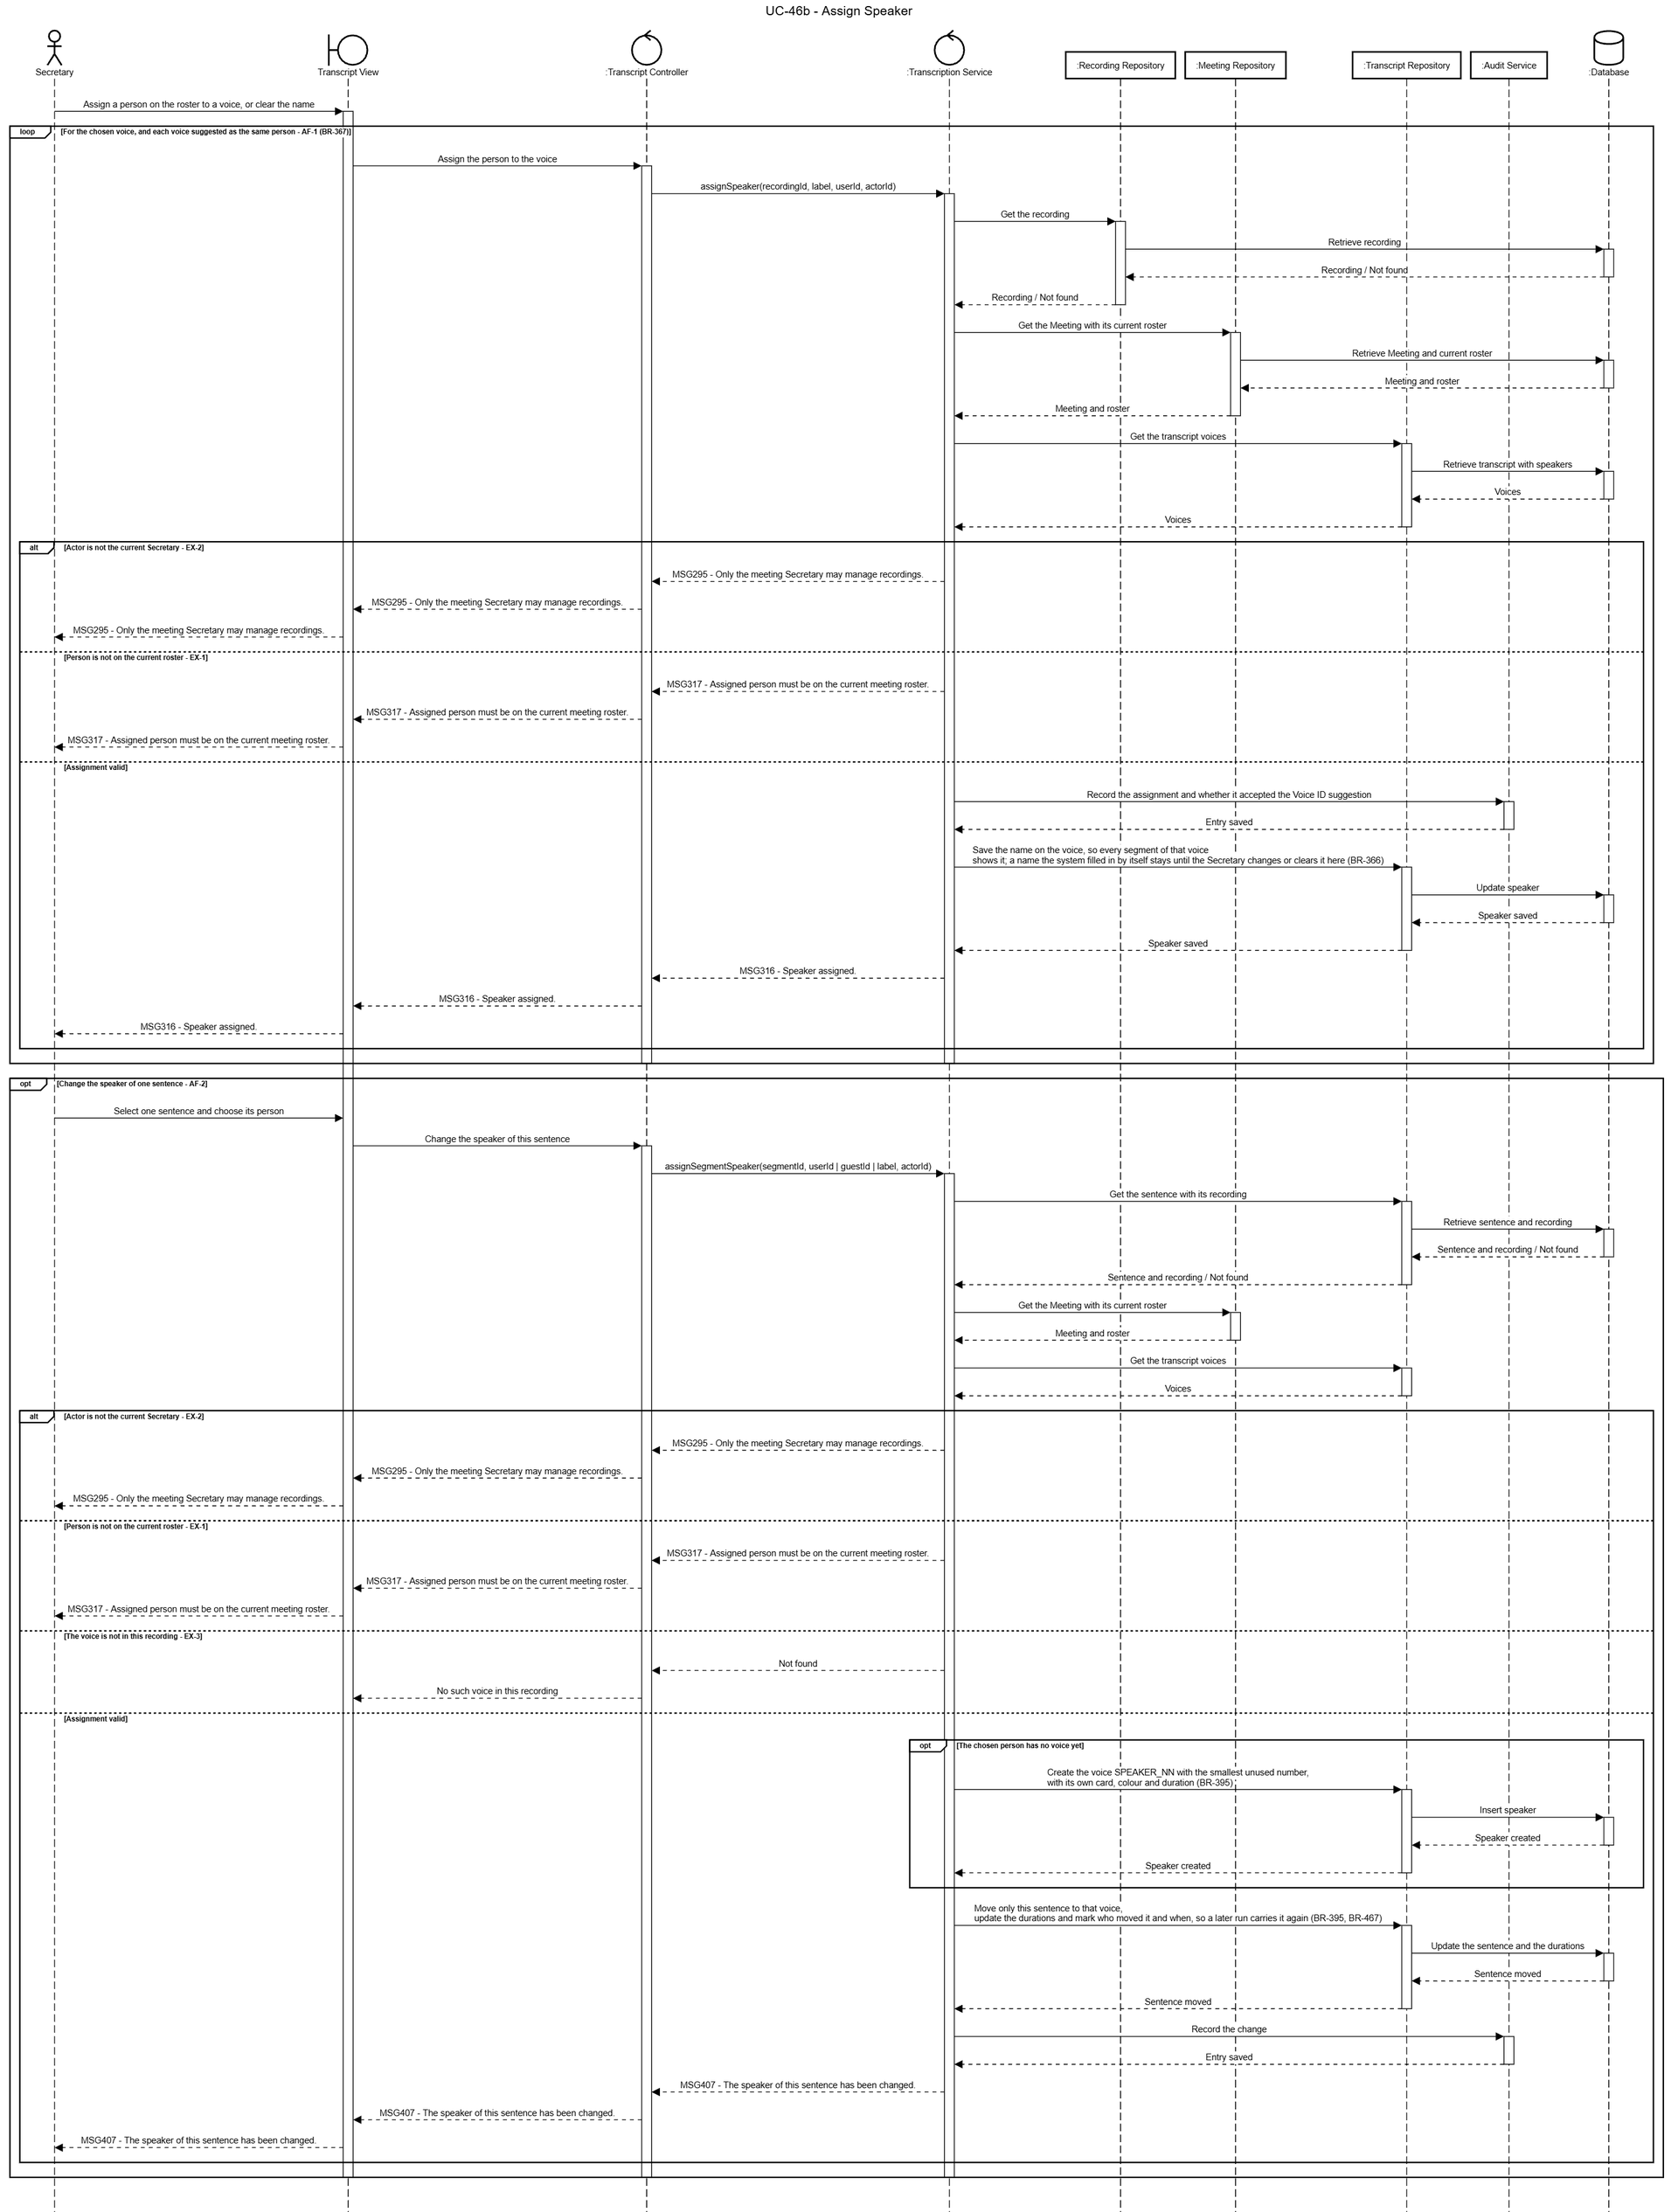 UC-46b - Assign Speaker
Secretary
Transcript View
:Transcript Controller
:Transcription Service
:Recording Repository
:Meeting Repository
:Transcript Repository
:Audit Service
:Database
Assign a person on the roster to a voice, or clear the name
loop
[For the chosen voice, and each voice suggested as the same person - AF-1 (BR-367)]
Assign the person to the voice
assignSpeaker(recordingId, label, userId, actorId)
Get the recording
Retrieve recording
Recording / Not found
Recording / Not found
Get the Meeting with its current roster
Retrieve Meeting and current roster
Meeting and roster
Meeting and roster
Get the transcript voices
Retrieve transcript with speakers
Voices
Voices
alt
[Actor is not the current Secretary - EX-2]
MSG295 - Only the meeting Secretary may manage recordings.
MSG295 - Only the meeting Secretary may manage recordings.
MSG295 - Only the meeting Secretary may manage recordings.
[Person is not on the current roster - EX-1]
MSG317 - Assigned person must be on the current meeting roster.
MSG317 - Assigned person must be on the current meeting roster.
MSG317 - Assigned person must be on the current meeting roster.
[Assignment valid]
Record the assignment and whether it accepted the Voice ID suggestion
Entry saved
Save the name on the voice, so every segment of that voice
shows it; a name the system filled in by itself stays until the Secretary changes or clears it here (BR-366)
Update speaker
Speaker saved
Speaker saved
MSG316 - Speaker assigned.
MSG316 - Speaker assigned.
MSG316 - Speaker assigned.
opt
[Change the speaker of one sentence - AF-2]
Select one sentence and choose its person
Change the speaker of this sentence
assignSegmentSpeaker(segmentId, userId | guestId | label, actorId)
Get the sentence with its recording
Retrieve sentence and recording
Sentence and recording / Not found
Sentence and recording / Not found
Get the Meeting with its current roster
Meeting and roster
Get the transcript voices
Voices
alt
[Actor is not the current Secretary - EX-2]
MSG295 - Only the meeting Secretary may manage recordings.
MSG295 - Only the meeting Secretary may manage recordings.
MSG295 - Only the meeting Secretary may manage recordings.
[Person is not on the current roster - EX-1]
MSG317 - Assigned person must be on the current meeting roster.
MSG317 - Assigned person must be on the current meeting roster.
MSG317 - Assigned person must be on the current meeting roster.
[The voice is not in this recording - EX-3]
Not found
No such voice in this recording
[Assignment valid]
opt
[The chosen person has no voice yet]
Create the voice SPEAKER_NN with the smallest unused number,
with its own card, colour and duration (BR-395)
Insert speaker
Speaker created
Speaker created
Move only this sentence to that voice,
update the durations and mark who moved it and when, so a later run carries it again (BR-395, BR-467)
Update the sentence and the durations
Sentence moved
Sentence moved
Record the change
Entry saved
MSG407 - The speaker of this sentence has been changed.
MSG407 - The speaker of this sentence has been changed.
MSG407 - The speaker of this sentence has been changed.